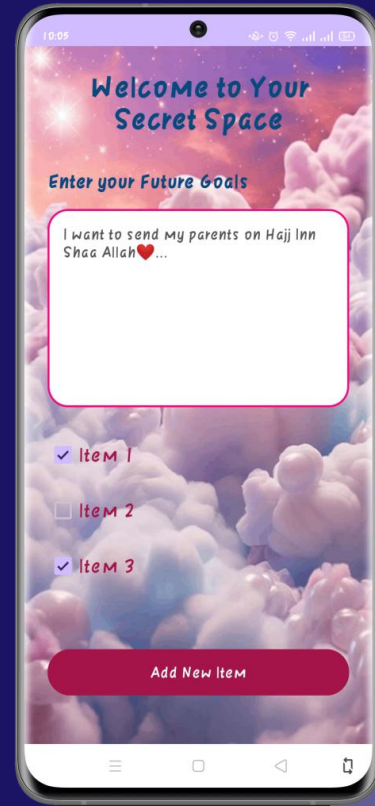 10:05
Welcome to Your
Secret Space
Enter your Future Goals
I want to send my parents on Hajj Inn
Shaa Allah❤️...
Item 1
Item 2
Item 3
Add New Item